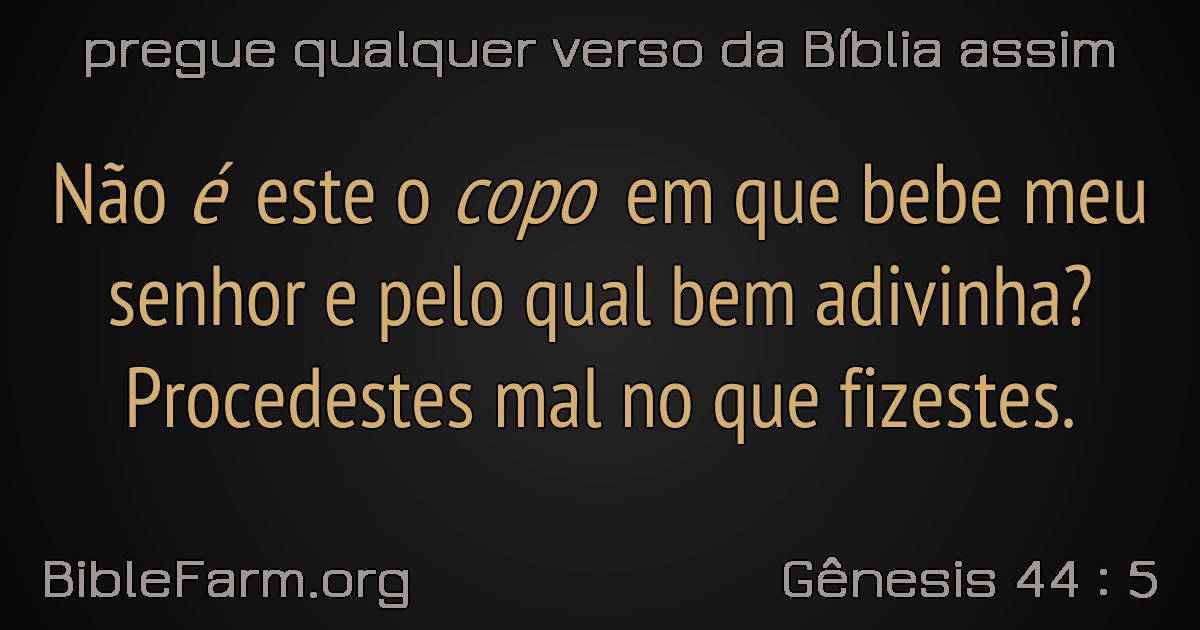 pregue qualquer verso da Bíblia assim
Não é este o copo em que bebe meu
senhor e pelo qual bem adivinha?
Procedestes mal no que fizestes.
BibleFarm.org
Gênesis 44 : 5